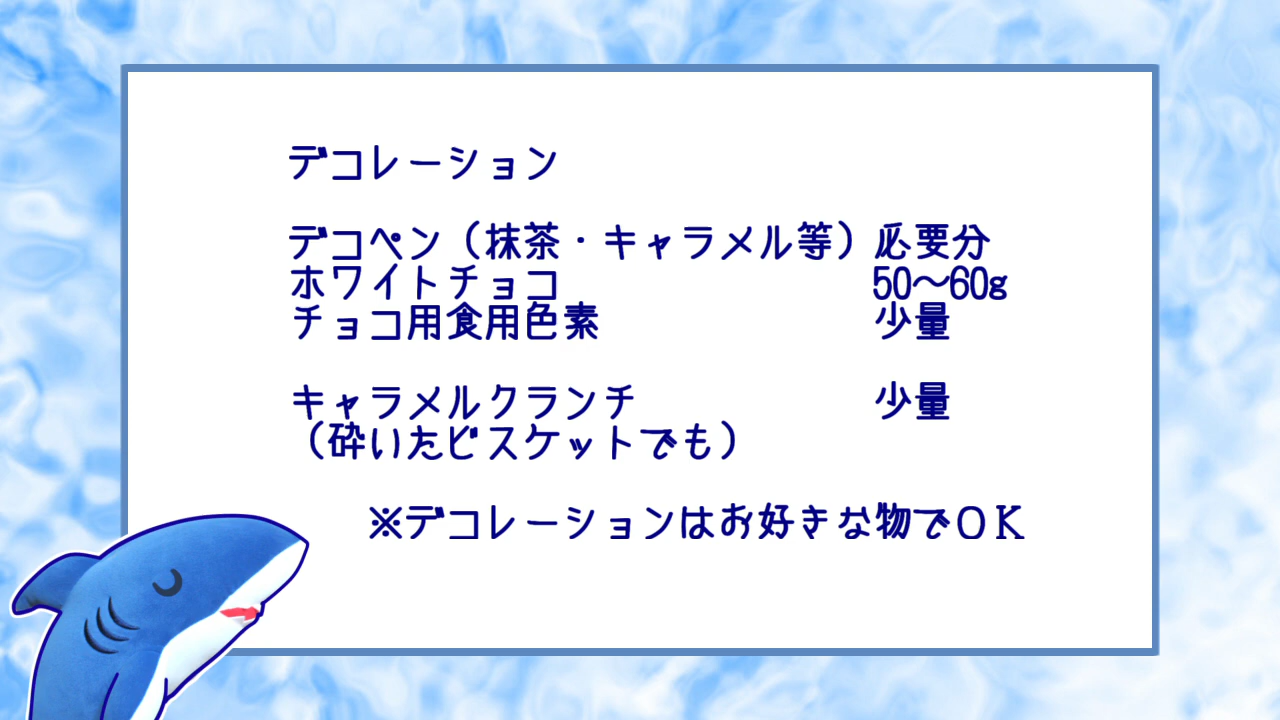 デコレーション
デコペン（抹茶・キャラメル等）必要分
ホワイトチョコ 50～60g
チョコ用食用色素 少量
キャラメルクランチ 少量
（砕いたビスケットでも）
※デコレーションはお好きな物でＯＫ